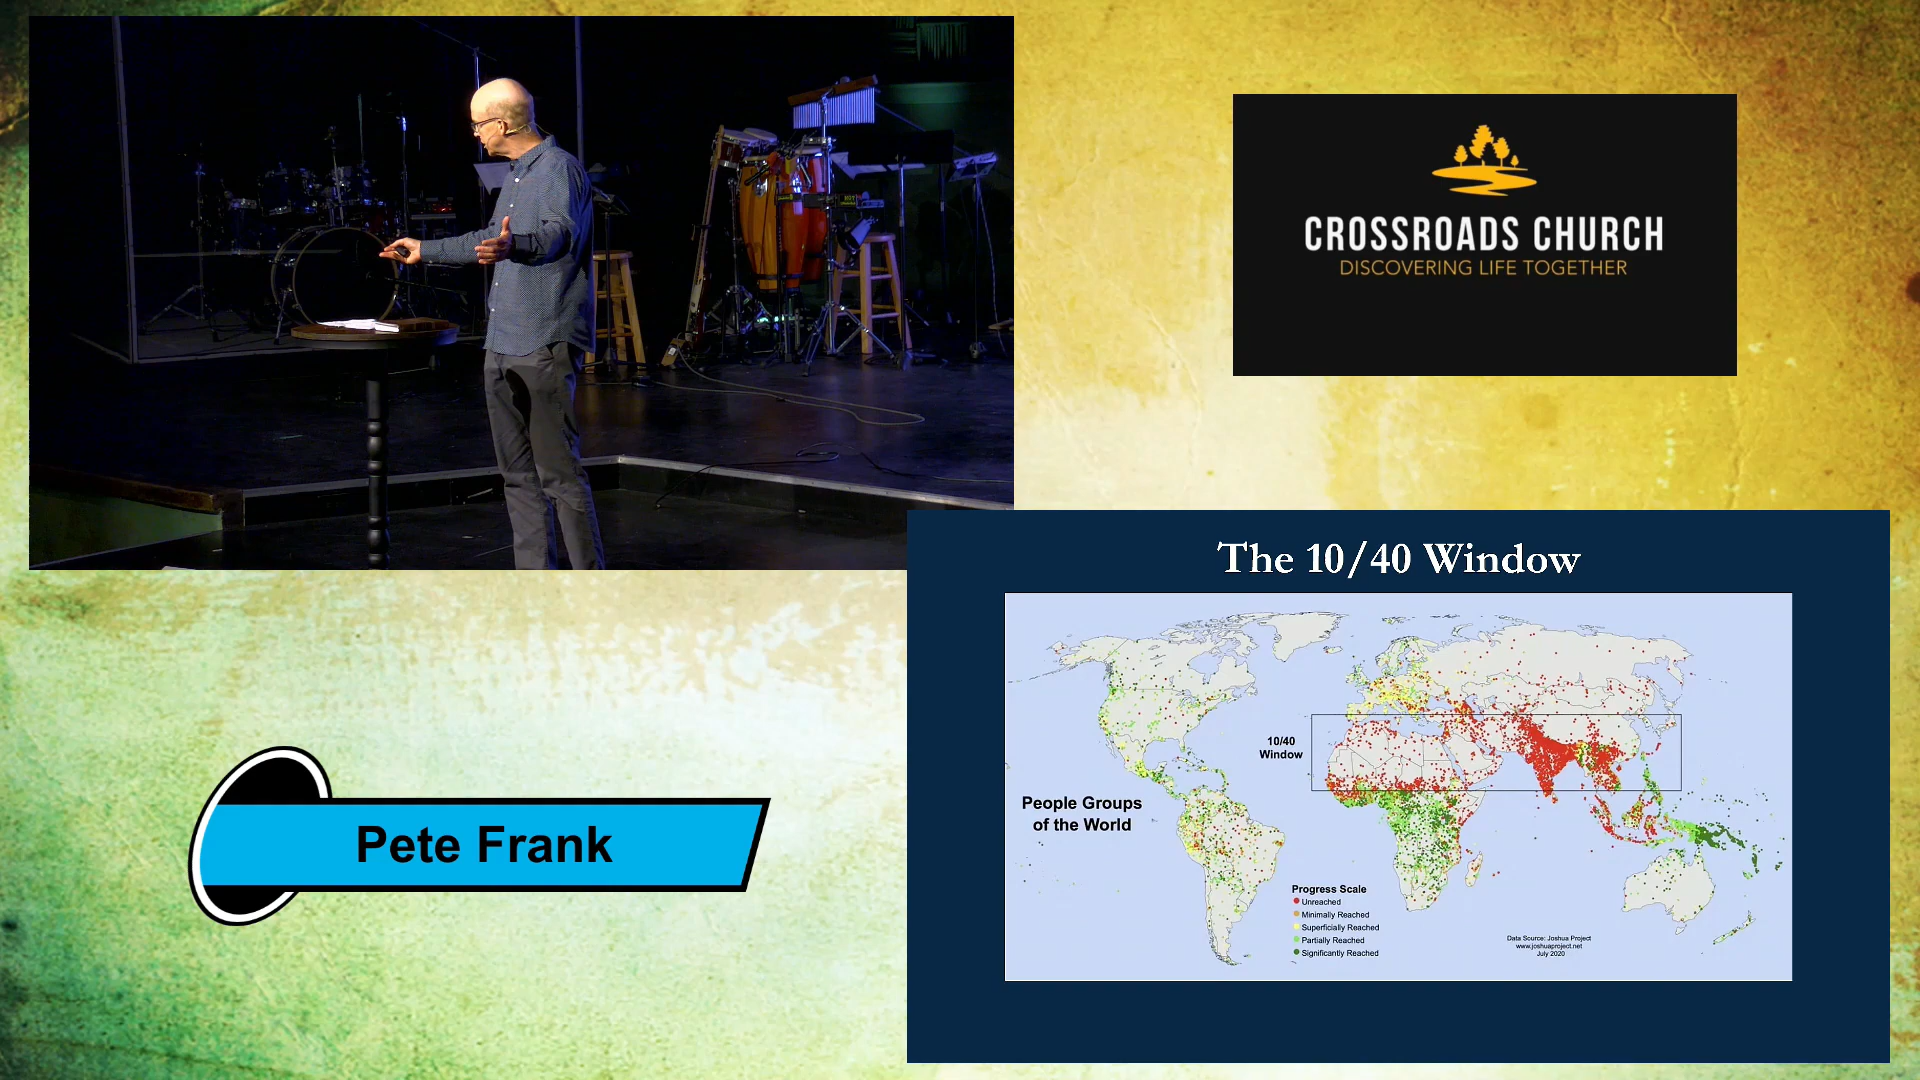 CROSSROADS CHURCH
DISCOVERING LIFE TOGETHER
The 10/40 Window
10/40
Window
People Groups
of the World
Progress Scale
Unreached
Minimally Reached
Superficially Reached
Partially Reached
Significantly Reached
Data Source: Joshua Project
www.joshuaproject.net
July 2020
Pete Frank